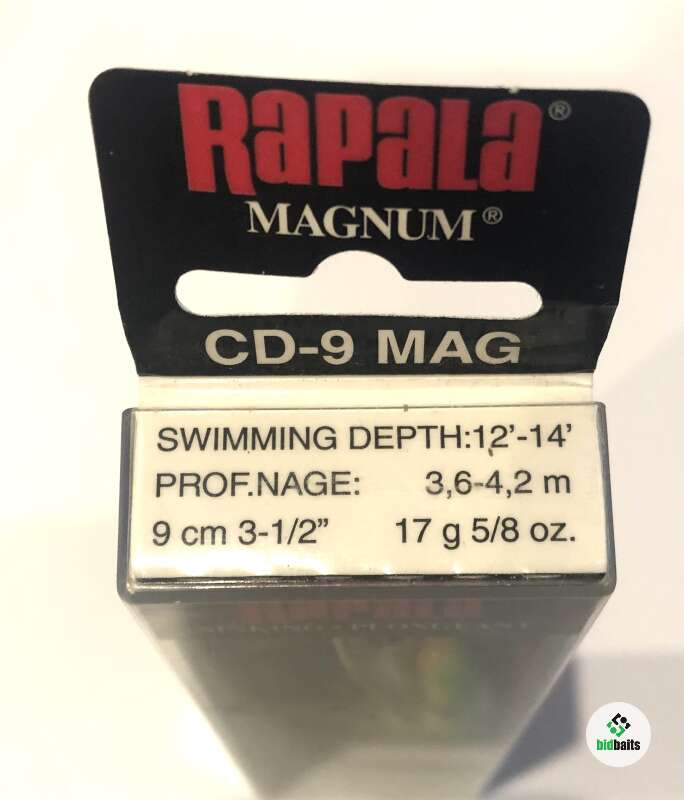 Rapala®
MAGNUM®
CD-9 MAG
SWIMMING DEPTH:12'-14'
PROF.NAGE: 3,6-4,2 m
9 cm 3-1/2" 17 g 5/8 oz.
Rapala
bidbaits